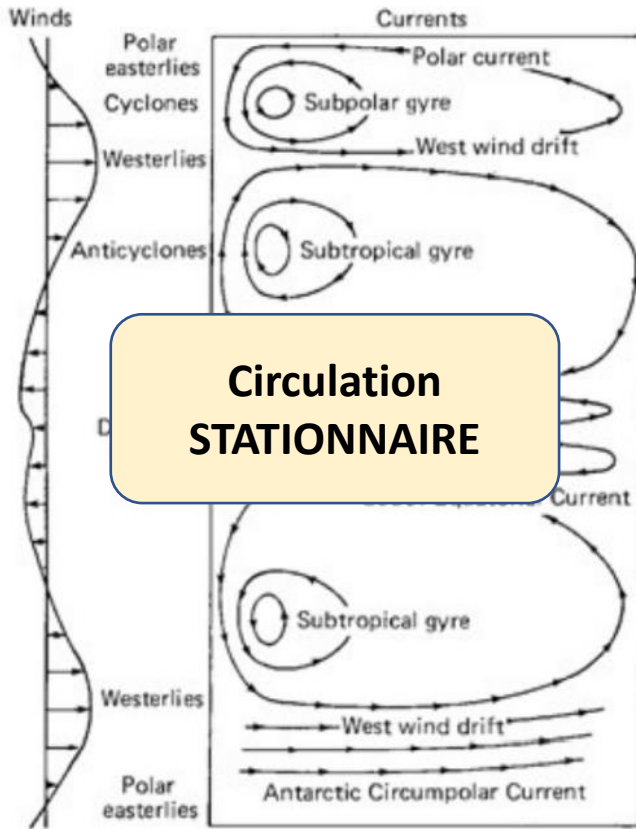 Winds
Currents
Polar
easterlies
Polar current
Cyclones
Subpolar gyre
Westerlies
West wind drift
Anticyclones
Subtropical gyre
Circulation
STATIONNAIRE
D
Current
Subtropical gyre
Westerlies
West wind drift
Polar
easterlies
Antarctic Circumpolar Current